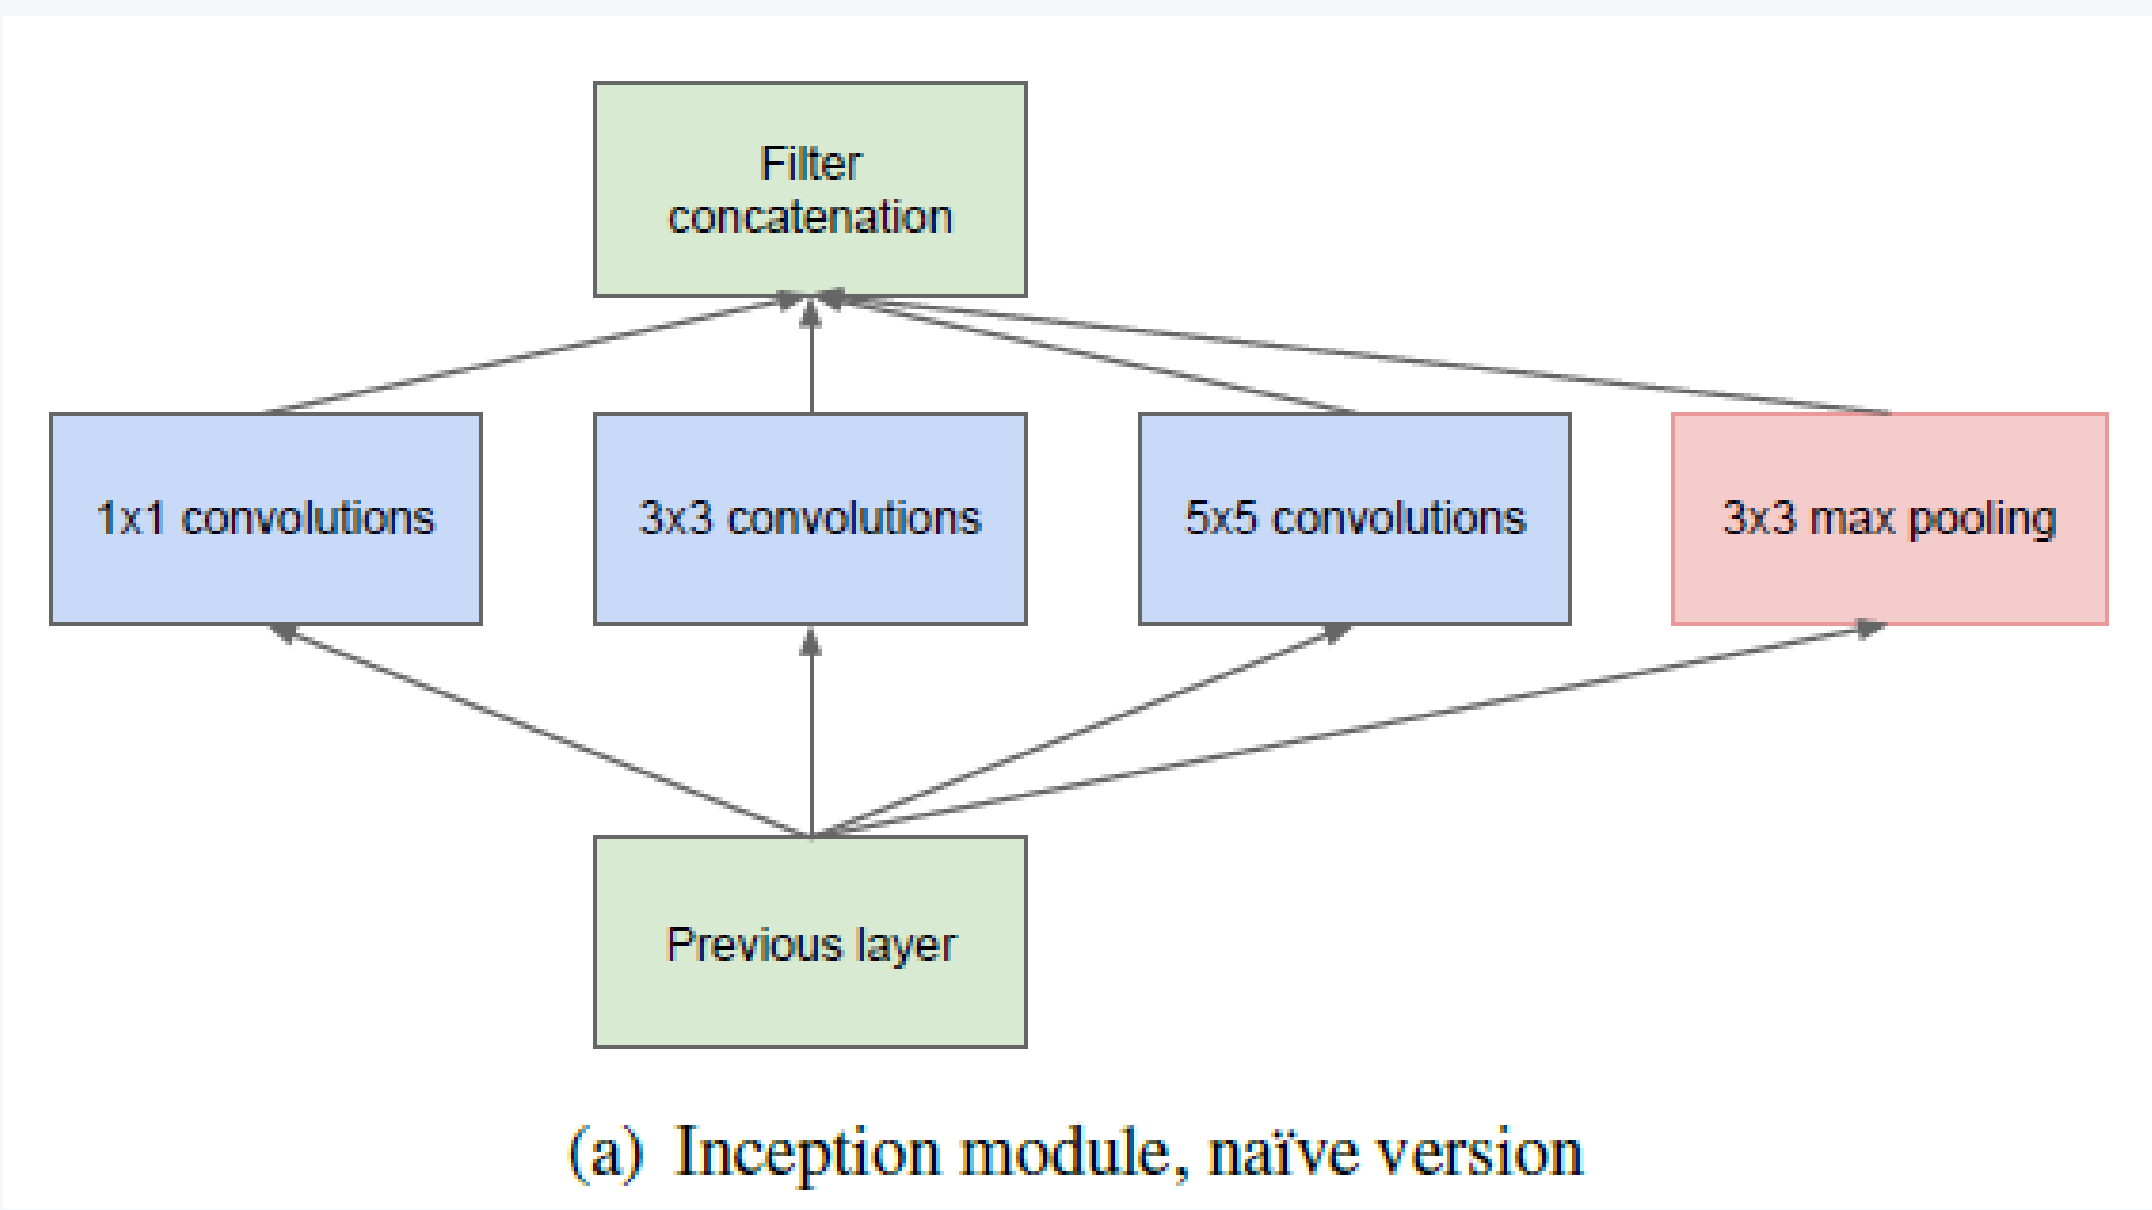 Filter
concatenation
1x1 convolutions
3x3 convolutions
5x5 convolutions
3x3 max pooling
Previous layer
(a) Inception module, naïve version